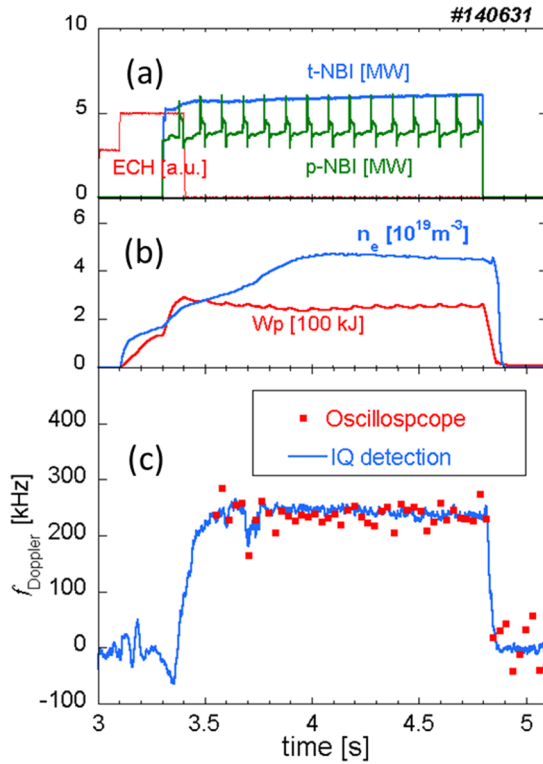 #140631
(a)
t-NBI [MW]
10
5
0
ECH [a.u.]
p-NBI [MW]
(b)
n_e [10^19 m^-3]
6
4
2
0
Wp [100 kJ]
(c)
Oscillospcope
IQ detection
400
300
200
100
0
-100
f_Doppler [kHz]
3 3.5 4 4.5 5
time [s]